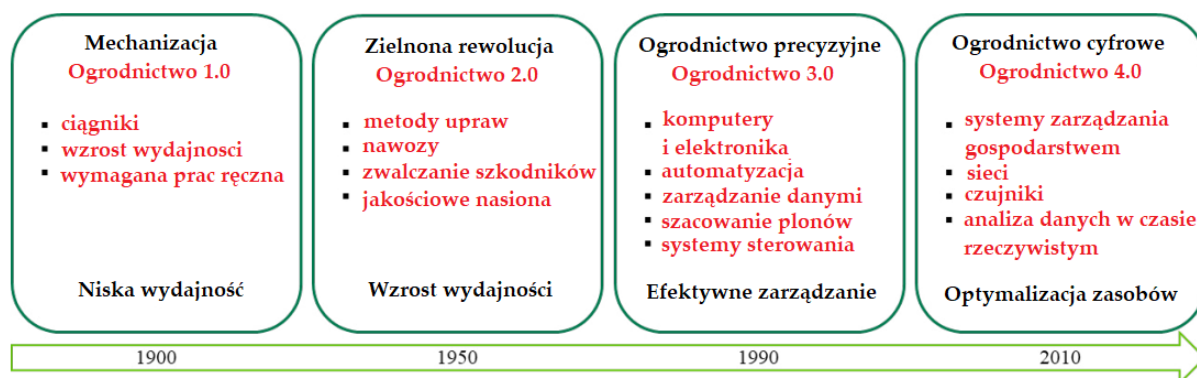 Mechanizacja
Ogrodnictwo 1.0
▪ ciągniki
▪ wzrost wydajnosci
▪ wymagana prac ręczna
Niska wydajność
Zielnona rewolucja
Ogrodnictwo 2.0
▪ metody upraw
▪ nawozy
▪ zwalczanie szkodników
▪ jakościowe nasiona
Wzrost wydajności
Ogrodnictwo precyzyjne
Ogrodnictwo 3.0
▪ komputery
i elektronika
▪ automatyzacja
▪ zarządzanie danymi
▪ szacowanie plonów
▪ systemy sterowania
Efektywne zarządzanie
Ogrodnictwo cyfrowe
Ogrodnictwo 4.0
▪ systemy zarządzania
gospodarstwem
▪ sieci
▪ czujniki
▪ analiza danych w czasie
rzeczywistym
Optymalizacja zasobów
1900
1950
1990
2010